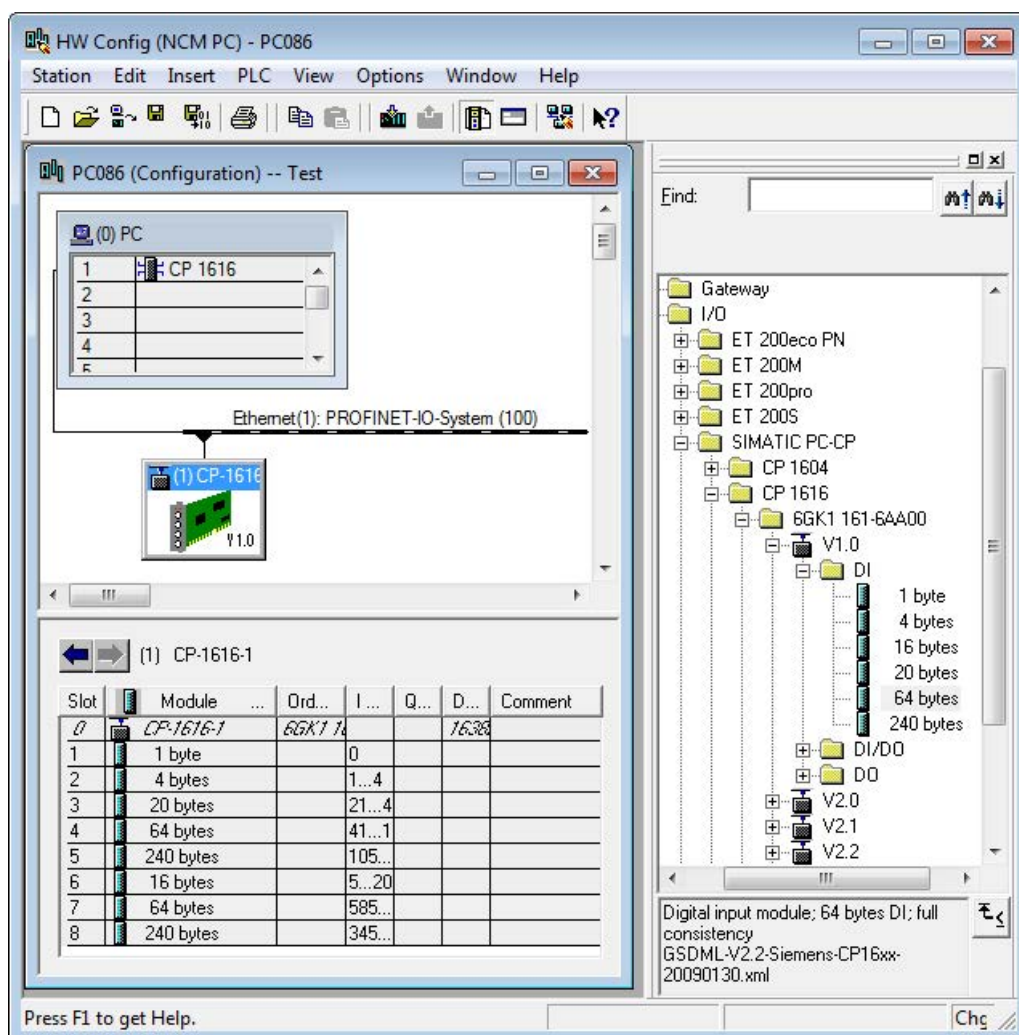 HW Config (NCM PC) - PC086
Station Edit Insert PLC View Options Window Help
PC086 (Configuration) -- Test
(0) PC
1 CP 1616
2
3
4
5
Ethernet(1): PROFINET-IO-System (100)
(1) CP-1616
V1.0
(1) CP-1616-1
Slot Module ... Ord... I ... Q... D... Comment
0 CP-1616-1 6GK1 16 1638
1 1 byte 0
2 4 bytes 1...4
3 20 bytes 21...4
4 64 bytes 41...1
5 240 bytes 105...
6 16 bytes 5...20
7 64 bytes 585...
8 240 bytes 345...
Find:
Gateway
I/O
ET 200eco PN
ET 200M
ET 200pro
ET 200S
SIMATIC PC-CP
CP 1604
CP 1616
6GK1 161-6AA00
V1.0
DI
1 byte
4 bytes
16 bytes
20 bytes
64 bytes
240 bytes
DI/DO
DO
V2.0
V2.1
V2.2
Digital input module; 64 bytes DI; full
consistency
GSDML-V2.2-Siemens-CP16xx-
20090130.xml
Press F1 to get Help.
Chg